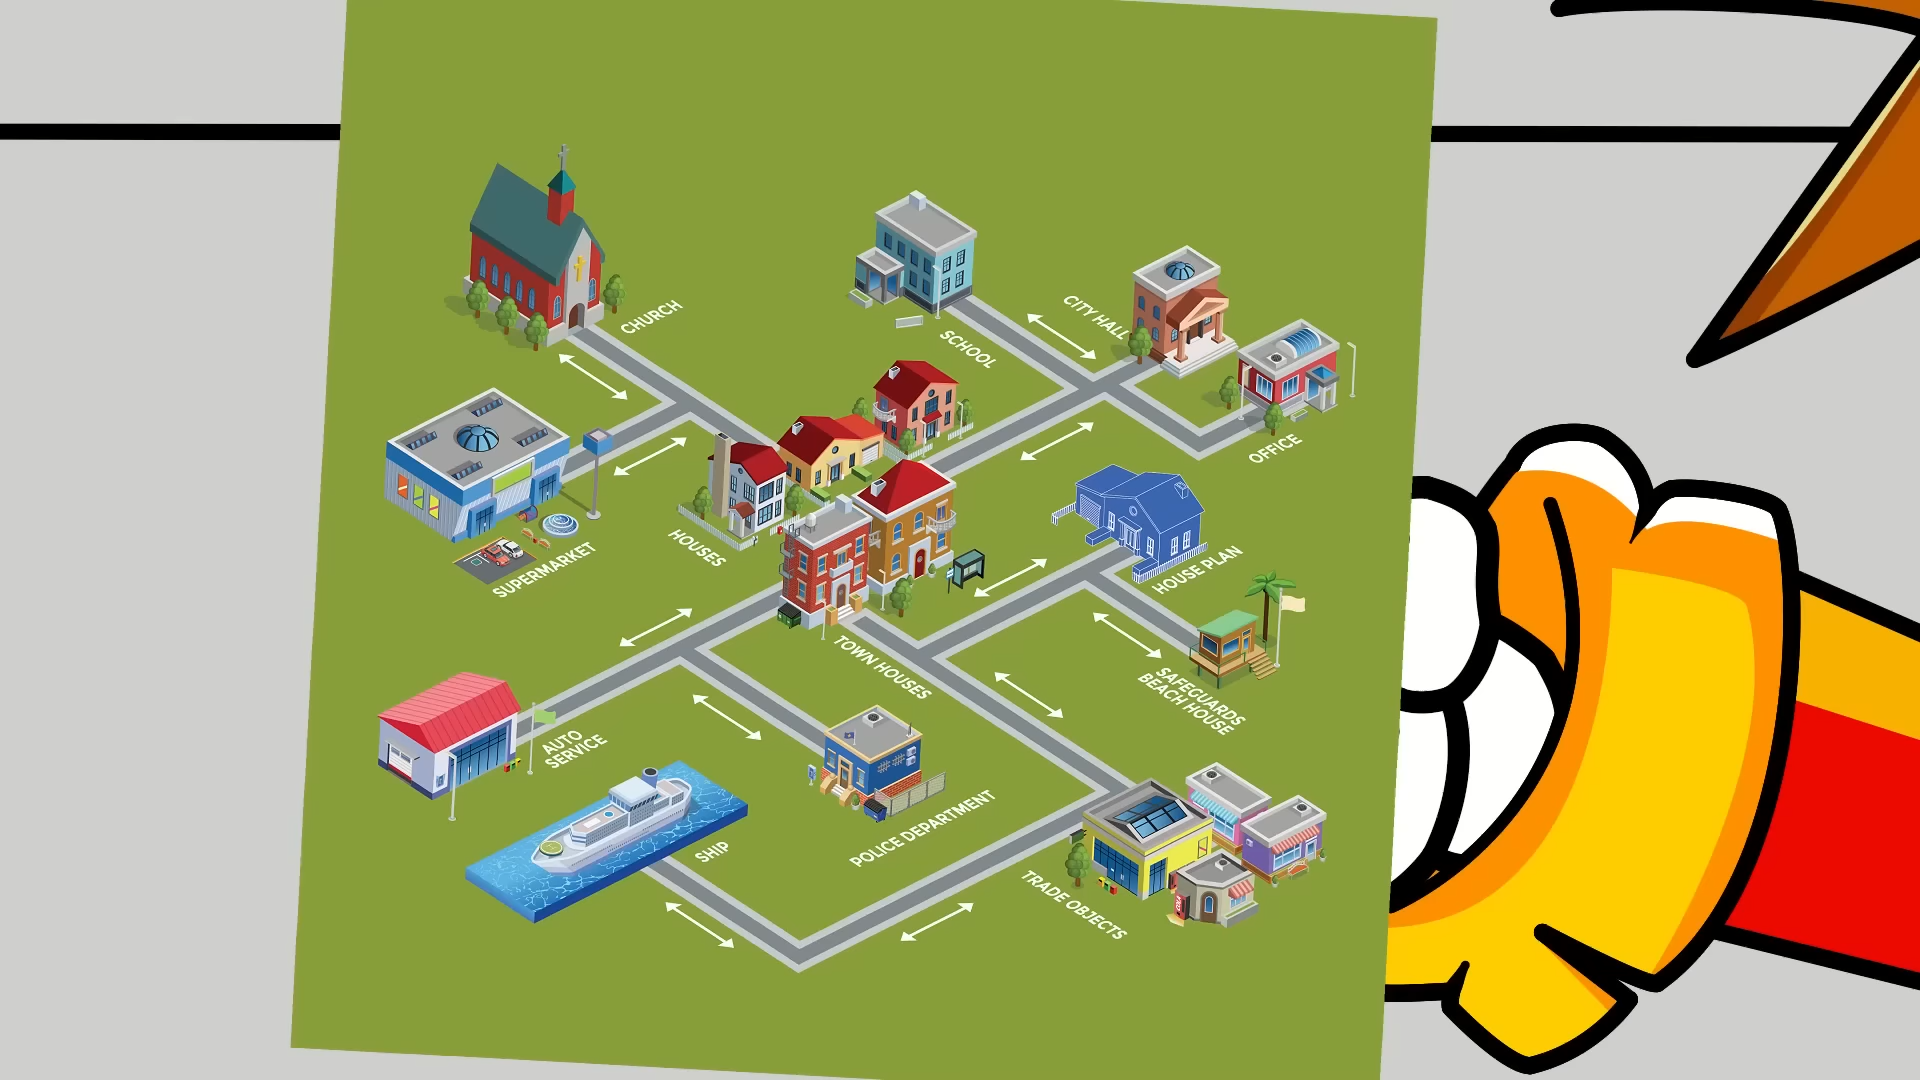 CHURCH
SCHOOL
CITY HALL
OFFICE
SUPERMARKET
HOUSES
HOUSE PLAN
TOWN HOUSES
SAFEGUARDS
BEACH HOUSE
AUTO
SERVICE
SHIP
POLICE DEPARTMENT
TRADE OBJECTS